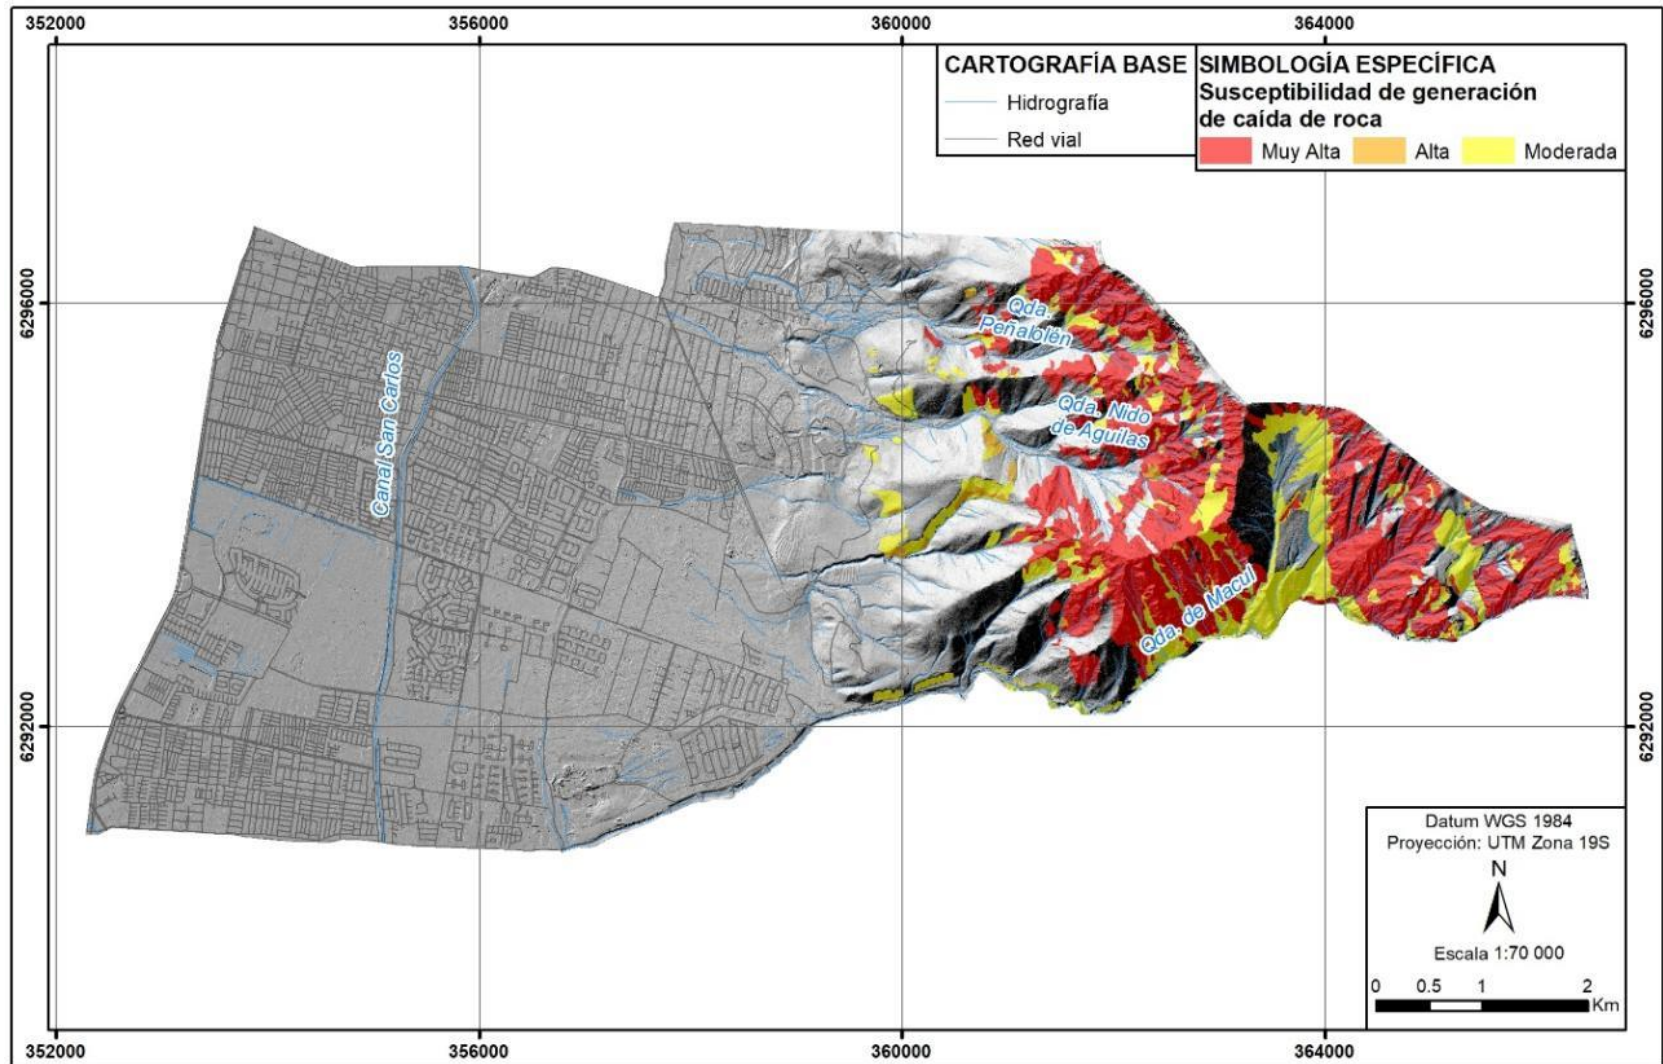 352000
356000
360000
364000
CARTOGRAFÍA BASE
Hidrografía
Red vial
SIMBOLOGÍA ESPECÍFICA
Susceptibilidad de generación
de caída de roca
Muy Alta
Alta
Moderada
6296000
6296000
Qda.
Peñalolén
Canal San Carlos
Qda. Nido
de Aguilas
Qda. de Macul
6292000
6292000
Datum WGS 1984
Proyección: UTM Zona 19S
N
Escala 1:70 000
0 0.5 1 2
Km
352000
356000
360000
364000